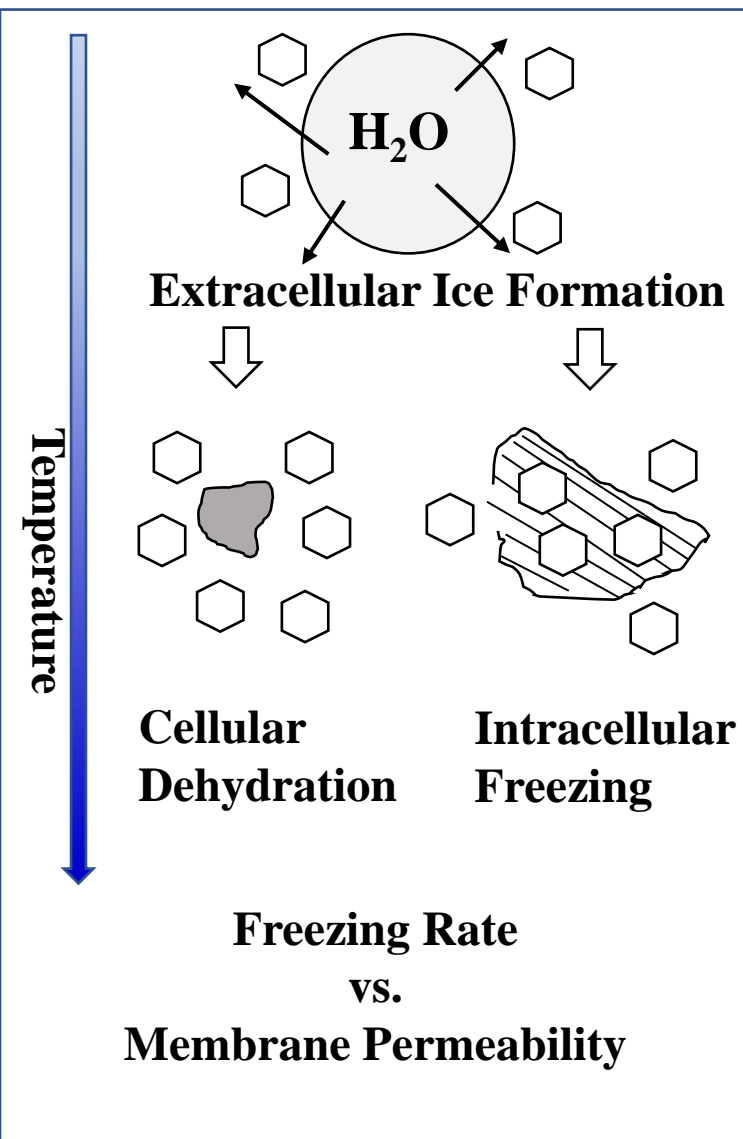 H₂O
Extracellular Ice Formation
Temperature
Cellular
Dehydration
Intracellular
Freezing
Freezing Rate
vs.
Membrane Permeability